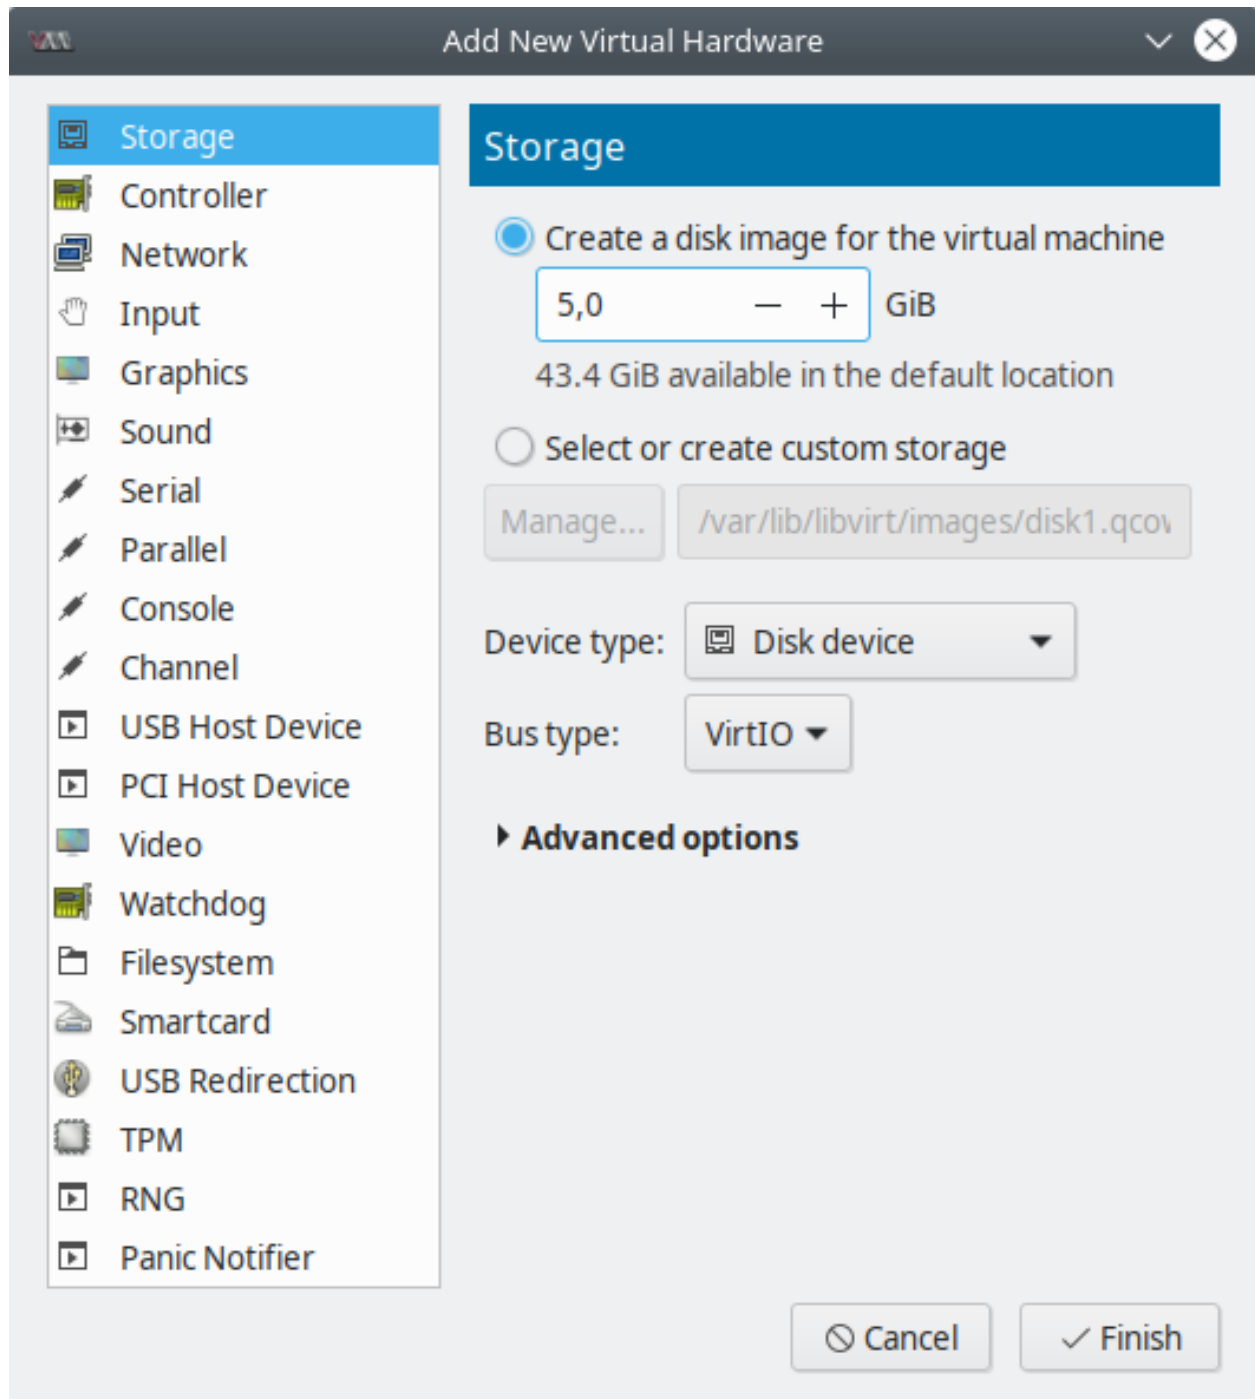 Add New Virtual Hardware
Storage
Controller
Network
Input
Graphics
Sound
Serial
Parallel
Console
Channel
USB Host Device
PCI Host Device
Video
Watchdog
Filesystem
Smartcard
USB Redirection
TPM
RNG
Panic Notifier
Storage
Create a disk image for the virtual machine
5,0 − + GiB
43.4 GiB available in the default location
Select or create custom storage
Manage... /var/lib/libvirt/images/disk1.qcow
Device type: Disk device
Bus type: VirtIO
Advanced options
Cancel Finish